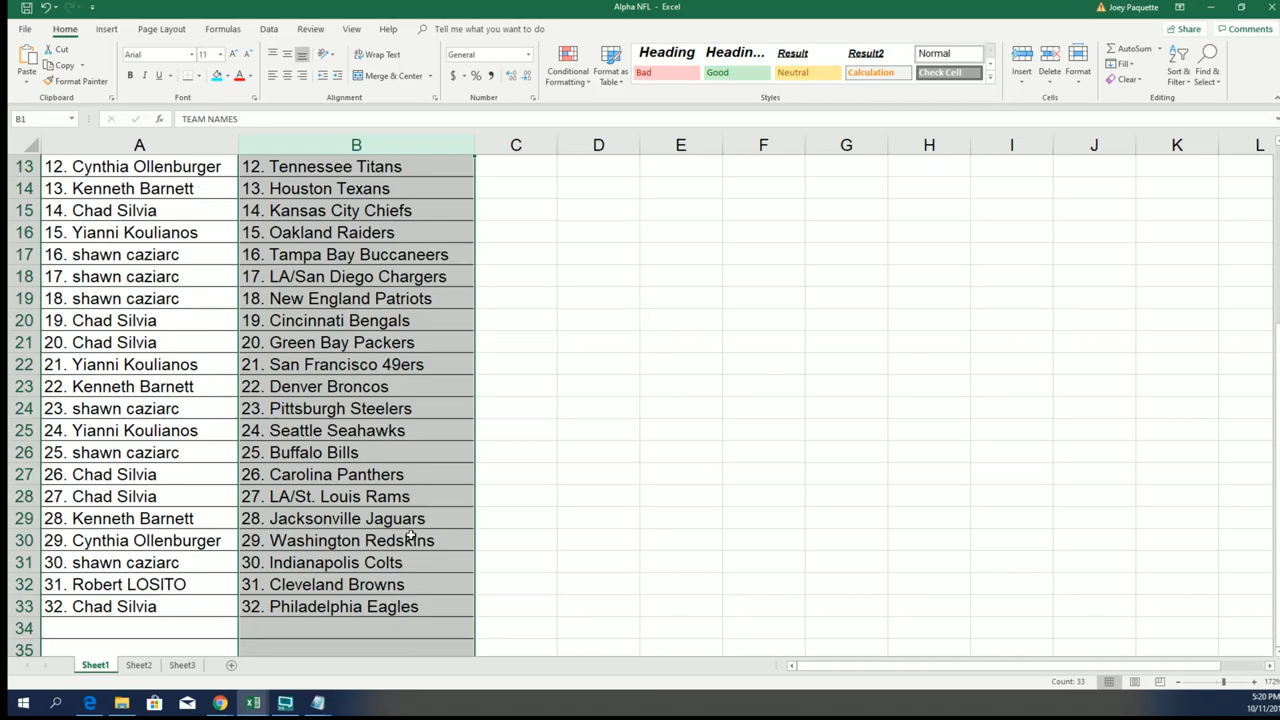 Alpha NFL - Excel
Joey Paquette
File Home Insert Page Layout Formulas Data Review View Help Tell me what you want to do Share Comments
Paste Cut Copy Format Painter Clipboard
Arial 11 B I U Font
Wrap Text Merge & Center Alignment
General $ % , Number
Conditional Formatting Format as Table
Heading Headin... Result Result2 Normal
Bad Good Neutral Calculation Check Cell
Styles
Insert Delete Format Cells
AutoSum Fill Clear Sort & Filter Find & Select Editing
B1 fx TEAM NAMES
A B C D E F G H I J K L
13 12. Cynthia Ollenburger 12. Tennessee Titans
14 13. Kenneth Barnett 13. Houston Texans
15 14. Chad Silvia 14. Kansas City Chiefs
16 15. Yianni Koulianos 15. Oakland Raiders
17 16. shawn caziarc 16. Tampa Bay Buccaneers
18 17. shawn caziarc 17. LA/San Diego Chargers
19 18. shawn caziarc 18. New England Patriots
20 19. Chad Silvia 19. Cincinnati Bengals
21 20. Chad Silvia 20. Green Bay Packers
22 21. Yianni Koulianos 21. San Francisco 49ers
23 22. Kenneth Barnett 22. Denver Broncos
24 23. shawn caziarc 23. Pittsburgh Steelers
25 24. Yianni Koulianos 24. Seattle Seahawks
26 25. shawn caziarc 25. Buffalo Bills
27 26. Chad Silvia 26. Carolina Panthers
28 27. Chad Silvia 27. LA/St. Louis Rams
29 28. Kenneth Barnett 28. Jacksonville Jaguars
30 29. Cynthia Ollenburger 29. Washington Redskins
31 30. shawn caziarc 30. Indianapolis Colts
32 31. Robert LOSITO 31. Cleveland Browns
33 32. Chad Silvia 32. Philadelphia Eagles
34
35
Sheet1 Sheet2 Sheet3
Count: 33 172%
5:20 PM
10/11/201